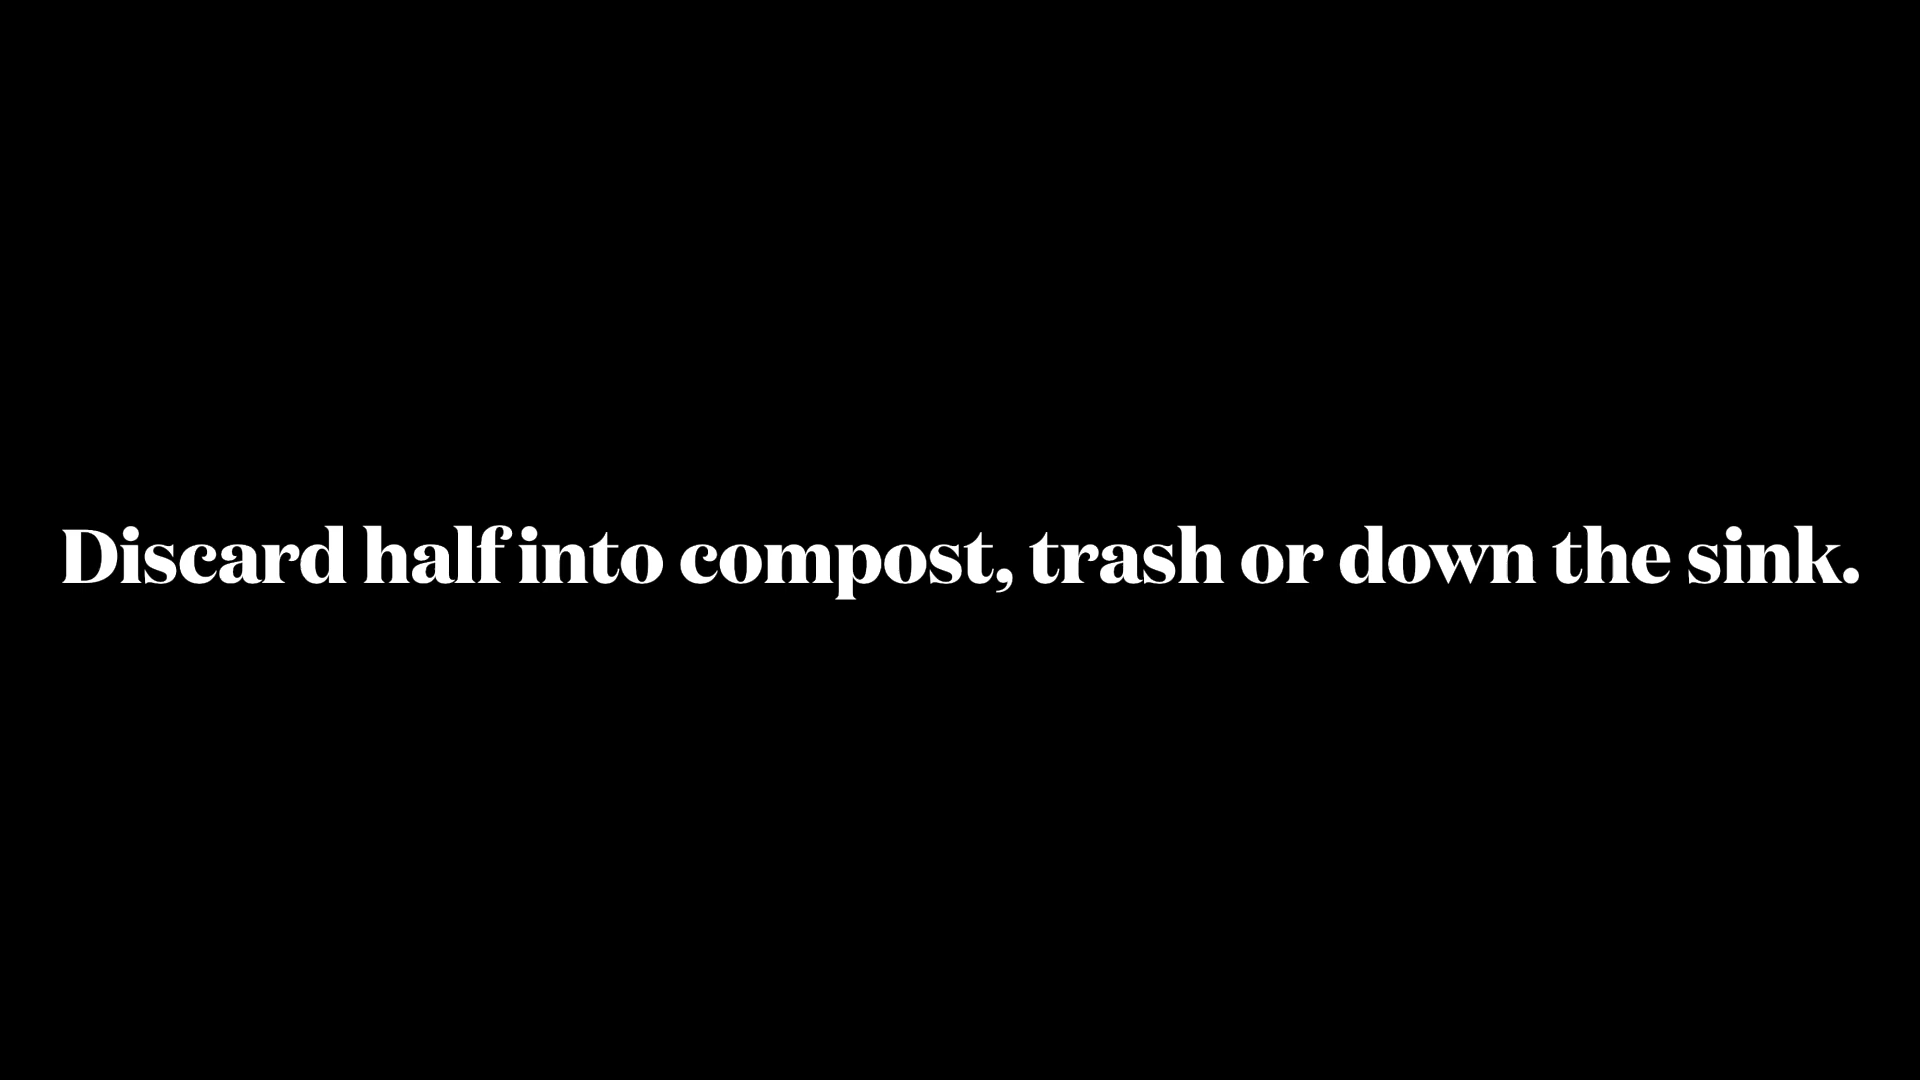 Discard half into compost, trash or down the sink.